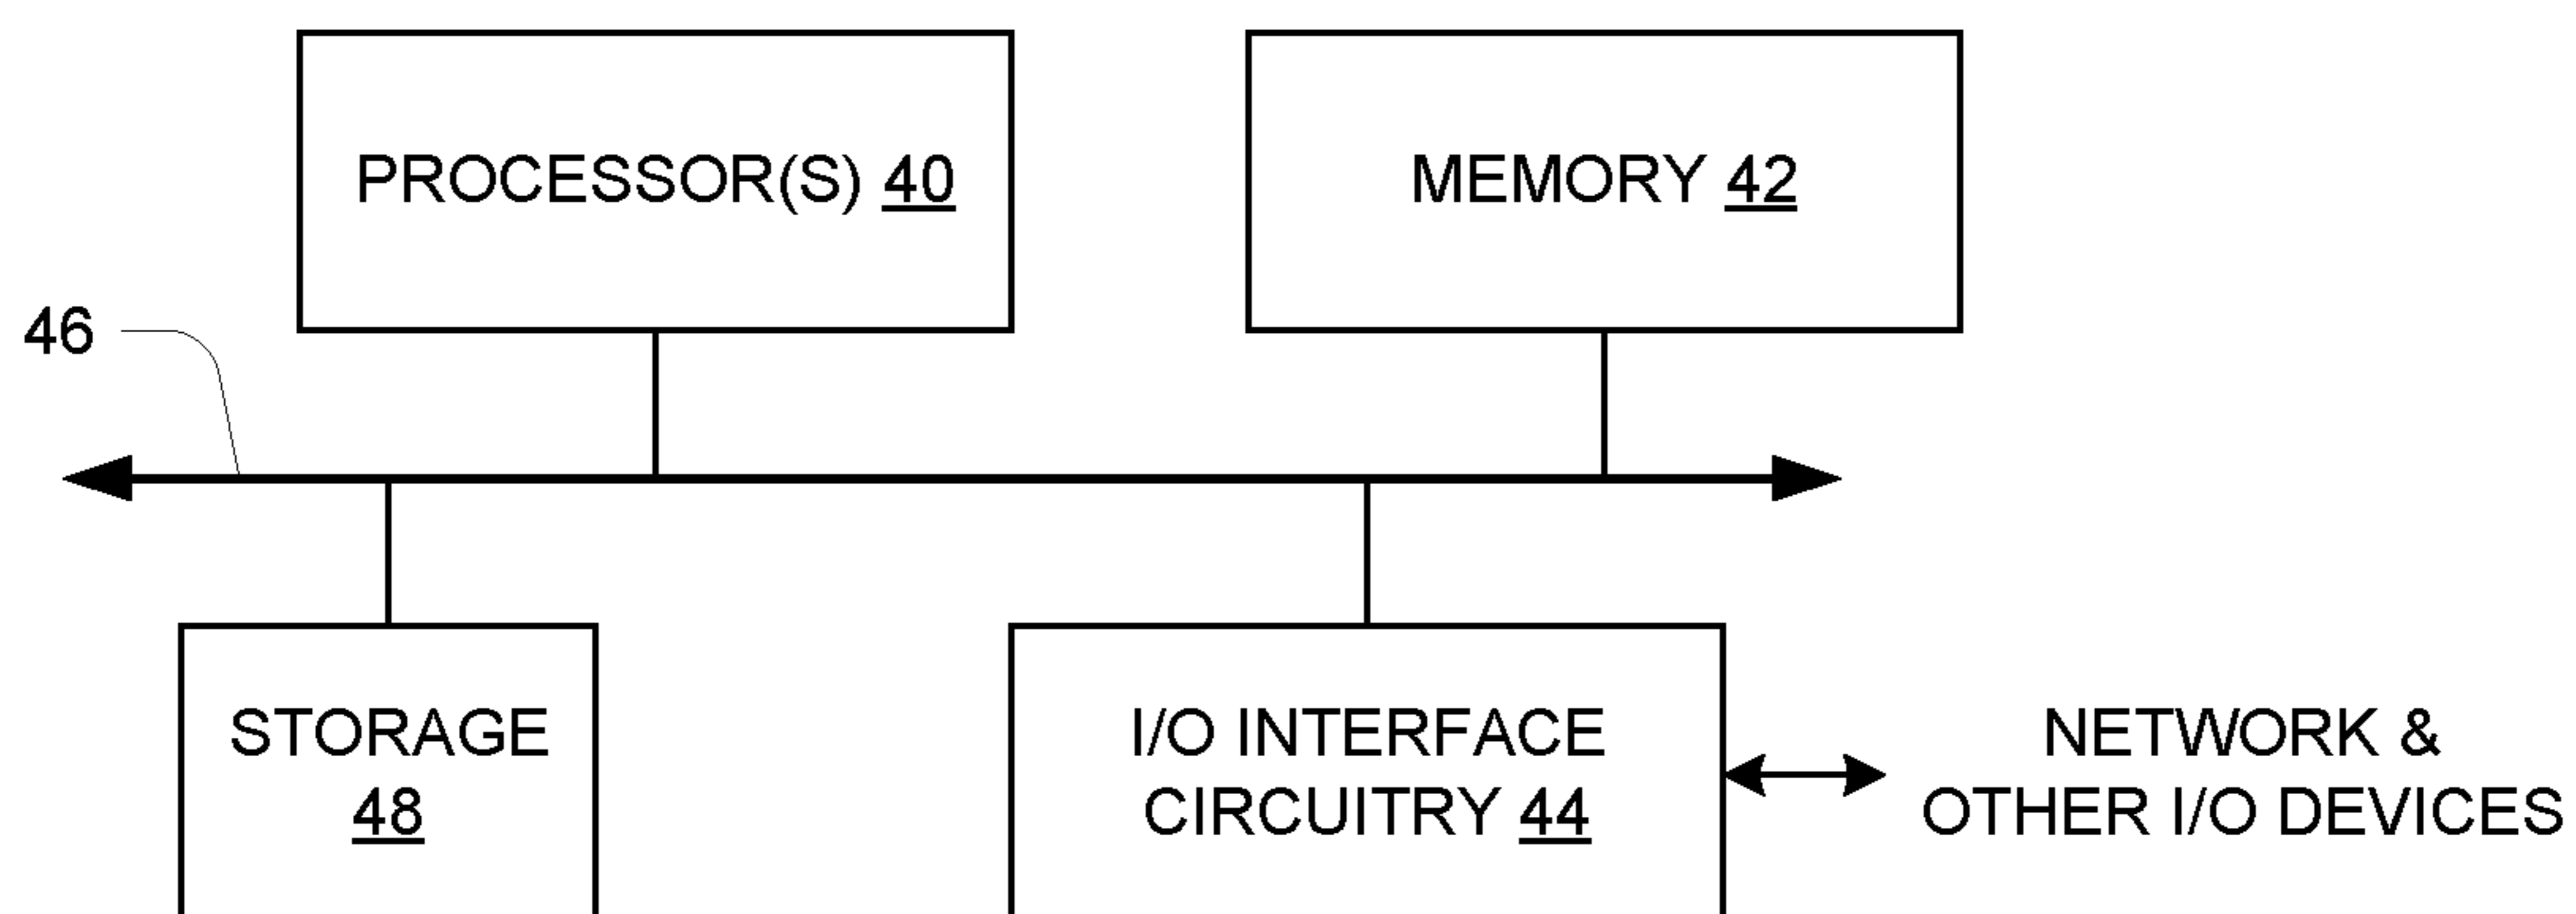 PROCESSOR(S) 40
MEMORY 42
46
STORAGE
48
I/O INTERFACE
CIRCUITRY 44
NETWORK &
OTHER I/O DEVICES